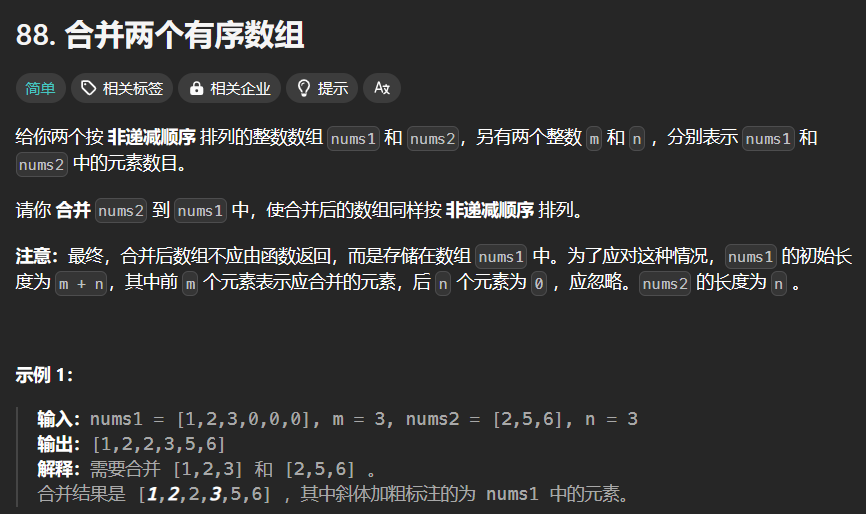 88. 合并两个有序数组
简单 相关标签 相关企业 提示 Aあ
给你两个按 非递减顺序 排列的整数数组 nums1 和 nums2，另有两个整数 m 和 n ，分别表示 nums1 和
nums2 中的元素数目。
请你 合并 nums2 到 nums1 中，使合并后的数组同样按 非递减顺序 排列。
注意：最终，合并后数组不应由函数返回，而是存储在数组 nums1 中。为了应对这种情况，nums1 的初始长
度为 m + n，其中前 m 个元素表示应合并的元素，后 n 个元素为 0 ，应忽略。nums2 的长度为 n 。
示例 1：
输入：nums1 = [1,2,3,0,0,0], m = 3, nums2 = [2,5,6], n = 3
输出：[1,2,2,3,5,6]
解释：需要合并 [1,2,3] 和 [2,5,6] 。
合并结果是 [1,2,2,3,5,6] ，其中斜体加粗标注的为 nums1 中的元素。